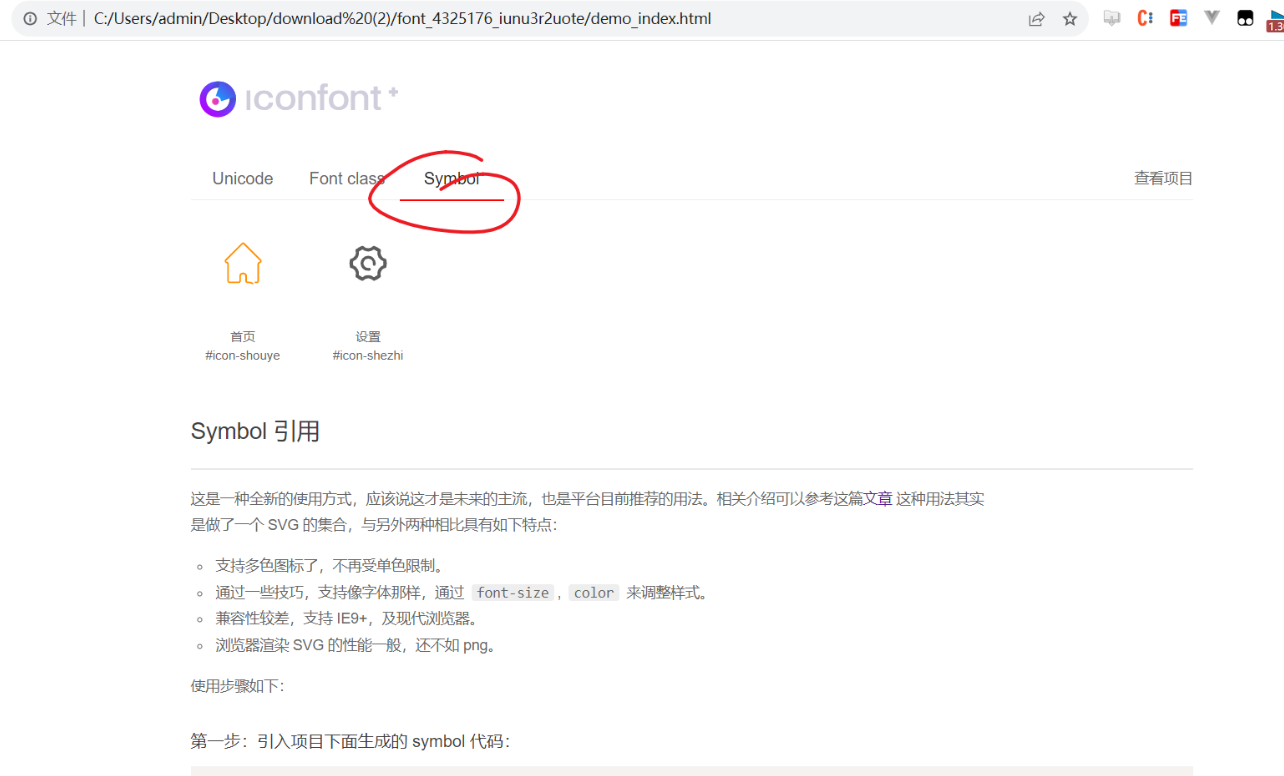 文件 | C:/Users/admin/Desktop/download%20(2)/font_4325176_iunu3r2uote/demo_index.html
1.3
iconfont+
Unicode Font class Symbol 查看项目
首页 设置
#icon-shouye #icon-shezhi
Symbol 引用
这是一种全新的使用方式，应该说这才是未来的主流，也是平台目前推荐的用法。相关介绍可以参考这篇文章 这种用法其实
是做了一个 SVG 的集合，与另外两种相比具有如下特点：
支持多色图标了，不再受单色限制。
通过一些技巧，支持像字体那样，通过 font-size , color 来调整样式。
兼容性较差，支持 IE9+，及现代浏览器。
浏览器渲染 SVG 的性能一般，还不如 png。
使用步骤如下：
第一步：引入项目下面生成的 symbol 代码：